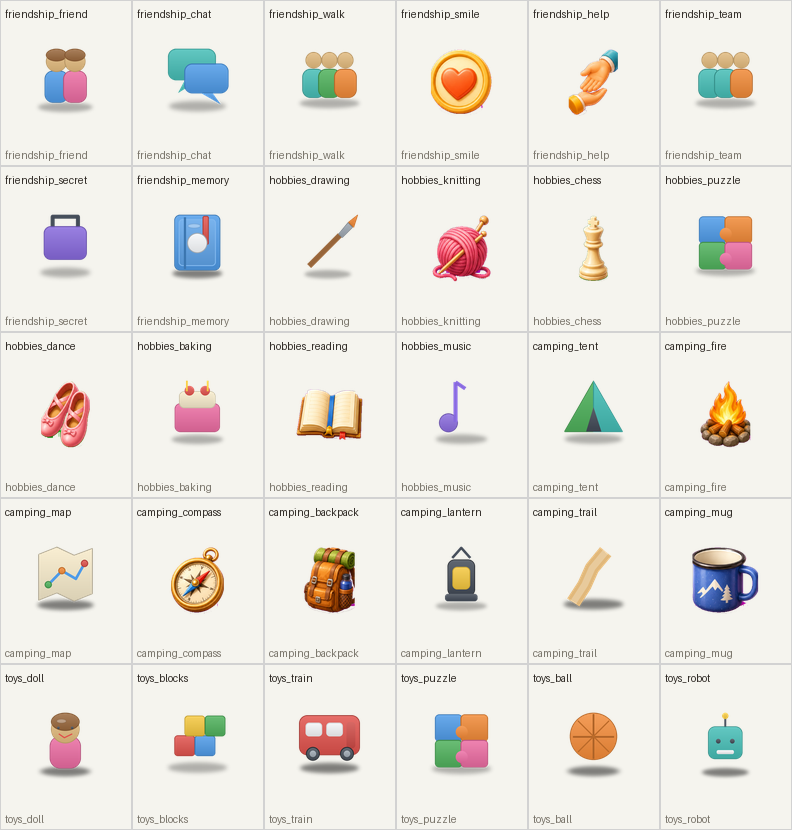 friendship_friend friendship_chat friendship_walk friendship_smile friendship_help friendship_team
friendship_friend friendship_chat friendship_walk friendship_smile friendship_help friendship_team
friendship_secret friendship_memory hobbies_drawing hobbies_knitting hobbies_chess hobbies_puzzle
friendship_secret friendship_memory hobbies_drawing hobbies_knitting hobbies_chess hobbies_puzzle
hobbies_dance hobbies_baking hobbies_reading hobbies_music camping_tent camping_fire
hobbies_dance hobbies_baking hobbies_reading hobbies_music camping_tent camping_fire
camping_map camping_compass camping_backpack camping_lantern camping_trail camping_mug
camping_map camping_compass camping_backpack camping_lantern camping_trail camping_mug
toys_doll toys_blocks toys_train toys_puzzle toys_ball toys_robot
toys_doll toys_blocks toys_train toys_puzzle toys_ball toys_robot